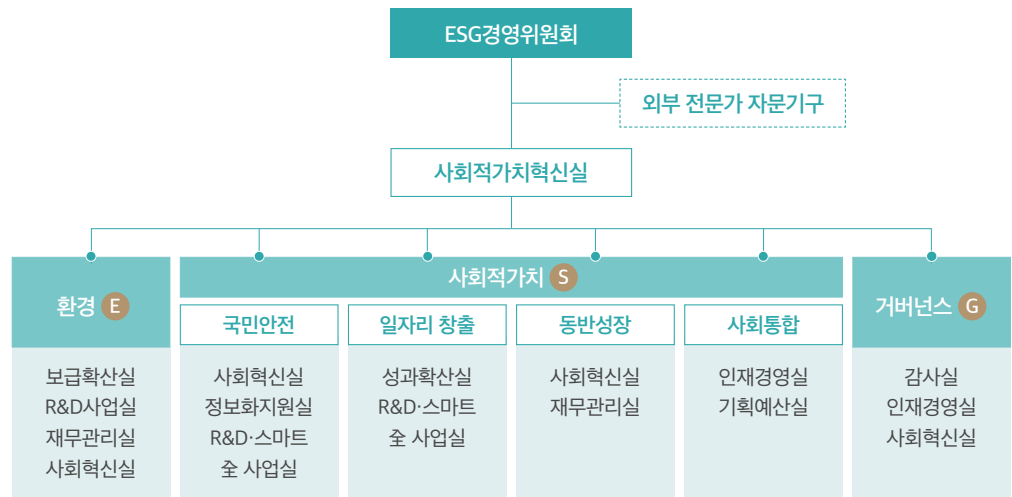 ESG경영위원회
외부 전문가 자문기구
사회적가치혁신실
환경 E
보급확산실
R&D사업실
재무관리실
사회혁신실
사회적가치 S
국민안전
사회혁신실
정보화지원실
R&D·스마트
全 사업실
일자리 창출
성과확산실
R&D·스마트
全 사업실
동반성장
사회혁신실
재무관리실
사회통합
인재경영실
기획예산실
거버넌스 G
감사실
인재경영실
사회혁신실